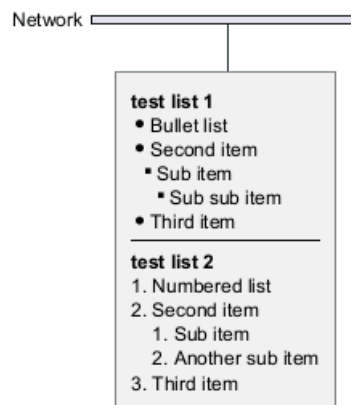 Network
test list 1
• Bullet list
• Second item
▪ Sub item
▪ Sub sub item
• Third item
test list 2
1. Numbered list
2. Second item
1. Sub item
2. Another sub item
3. Third item